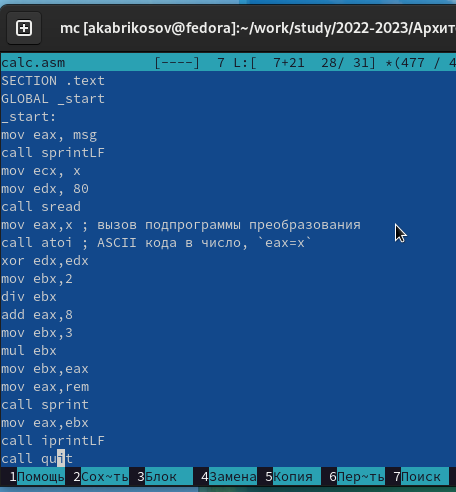 mc [akabrikosov@fedora]:~/work/study/2022-2023/Архит
calc.asm [----] 7 L:[ 7+21 28/ 31] *(477 / 4
SECTION .text
GLOBAL _start
_start:
mov eax, msg
call sprintLF
mov ecx, x
mov edx, 80
call sread
mov eax,x ; вызов подпрограммы преобразования
call atoi ; ASCII кода в число, `eax=x`
xor edx,edx
mov ebx,2
div ebx
add eax,8
mov ebx,3
mul ebx
mov ebx,eax
mov eax,rem
call sprint
mov eax,ebx
call iprintLF
call quit
1Помощь 2Сох~ть 3Блок 4Замена 5Копия 6Пер~ть 7Поиск